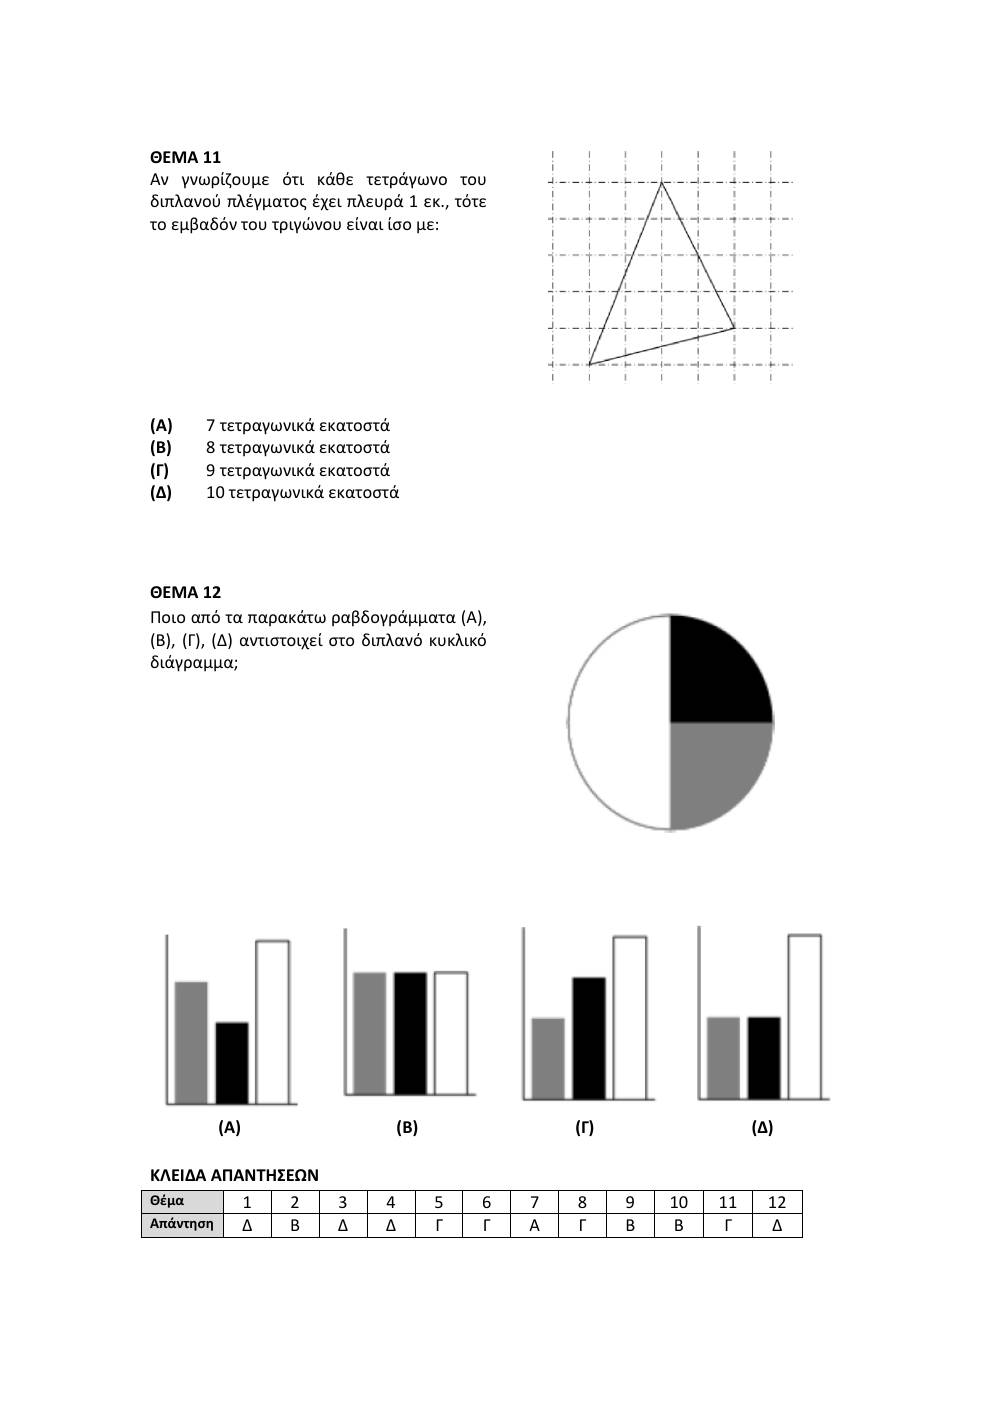 ΘΕΜΑ 11
Αν γνωρίζουμε ότι κάθε τετράγωνο του
διπλανού πλέγματος έχει πλευρά 1 εκ., τότε
το εμβαδόν του τριγώνου είναι ίσο με:
(Α) 7 τετραγωνικά εκατοστά
(Β) 8 τετραγωνικά εκατοστά
(Γ) 9 τετραγωνικά εκατοστά
(Δ) 10 τετραγωνικά εκατοστά
ΘΕΜΑ 12
Ποιο από τα παρακάτω ραβδογράμματα (Α),
(Β), (Γ), (Δ) αντιστοιχεί στο διπλανό κυκλικό
διάγραμμα;
(Α) (Β) (Γ) (Δ)
ΚΛΕΙΔΑ ΑΠΑΝΤΗΣΕΩΝ
Θέμα 1 2 3 4 5 6 7 8 9 10 11 12
Απάντηση Δ Β Δ Δ Γ Γ Α Γ Β Β Γ Δ